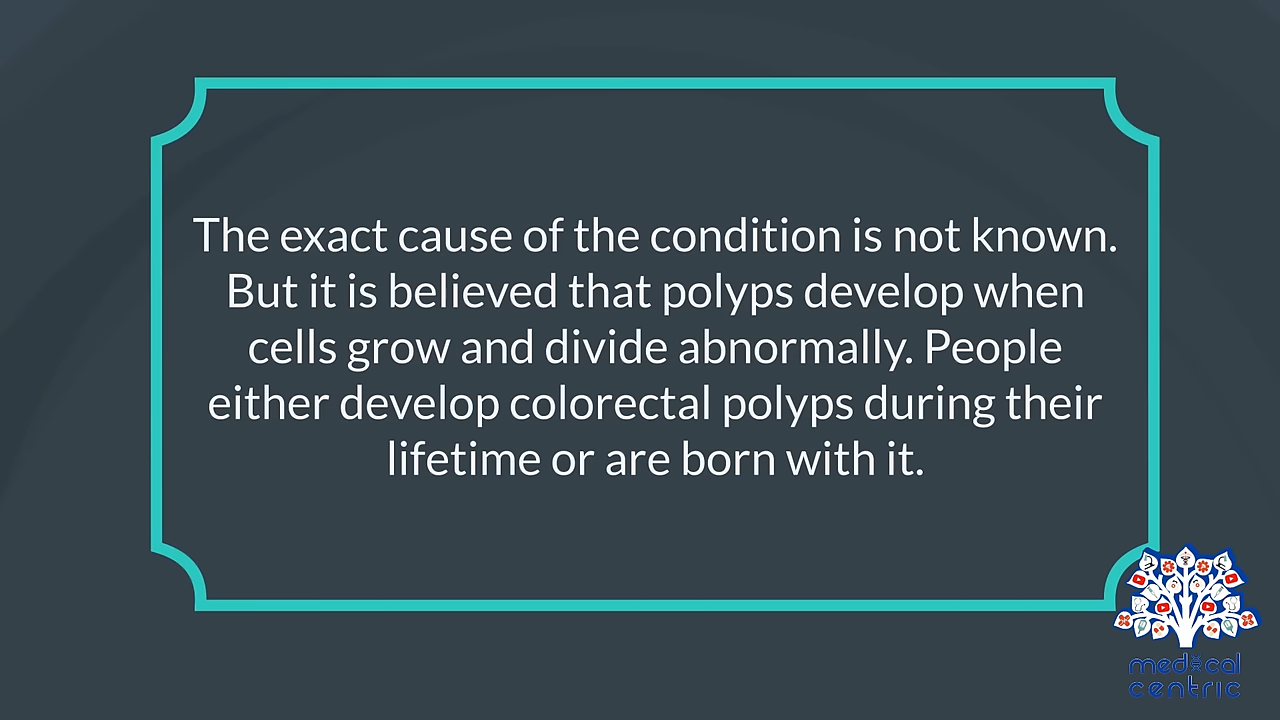 The exact cause of the condition is not known.
But it is believed that polyps develop when
cells grow and divide abnormally. People
either develop colorectal polyps during their
lifetime or are born with it.
medical
centric